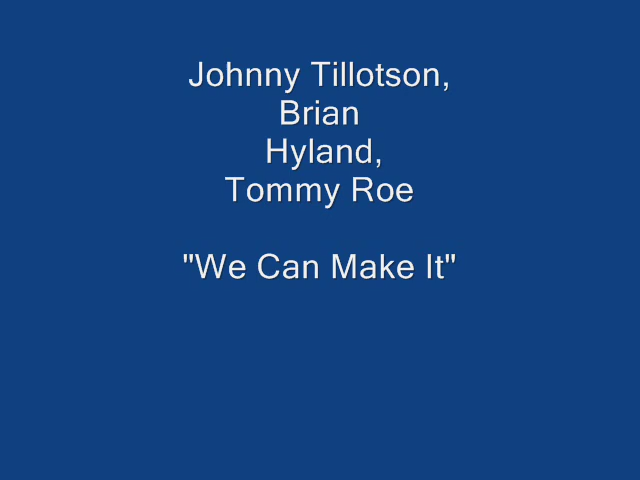 Johnny Tillotson,
Brian
Hyland,
Tommy Roe
"We Can Make It"